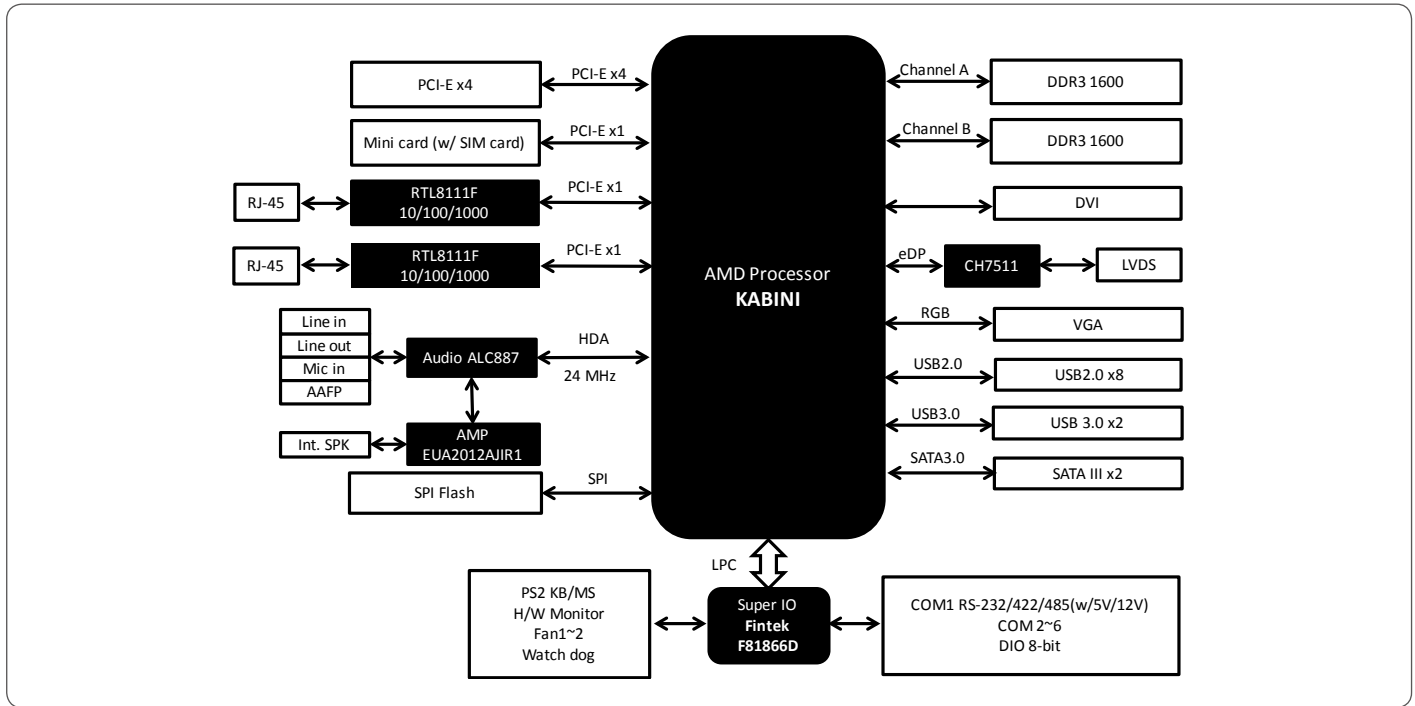 PCI-E x4
PCI-E x4
Mini card (w/ SIM card)
PCI-E x1
RJ-45
RTL8111F
10/100/1000
PCI-E x1
RJ-45
RTL8111F
10/100/1000
PCI-E x1
Line in
Line out
Mic in
AAFP
Audio ALC887
HDA
24 MHz
Int. SPK
AMP
EUA2012AJIR1
SPI Flash
SPI
AMD Processor
KABINI
Channel A
DDR3 1600
Channel B
DDR3 1600
DVI
eDP
CH7511
LVDS
RGB
VGA
USB2.0
USB2.0 x8
USB3.0
USB 3.0 x2
SATA3.0
SATA III x2
LPC
PS2 KB/MS
H/W Monitor
Fan1~2
Watch dog
Super IO
Fintek
F81866D
COM1 RS-232/422/485(w/5V/12V)
COM 2~6
DIO 8-bit